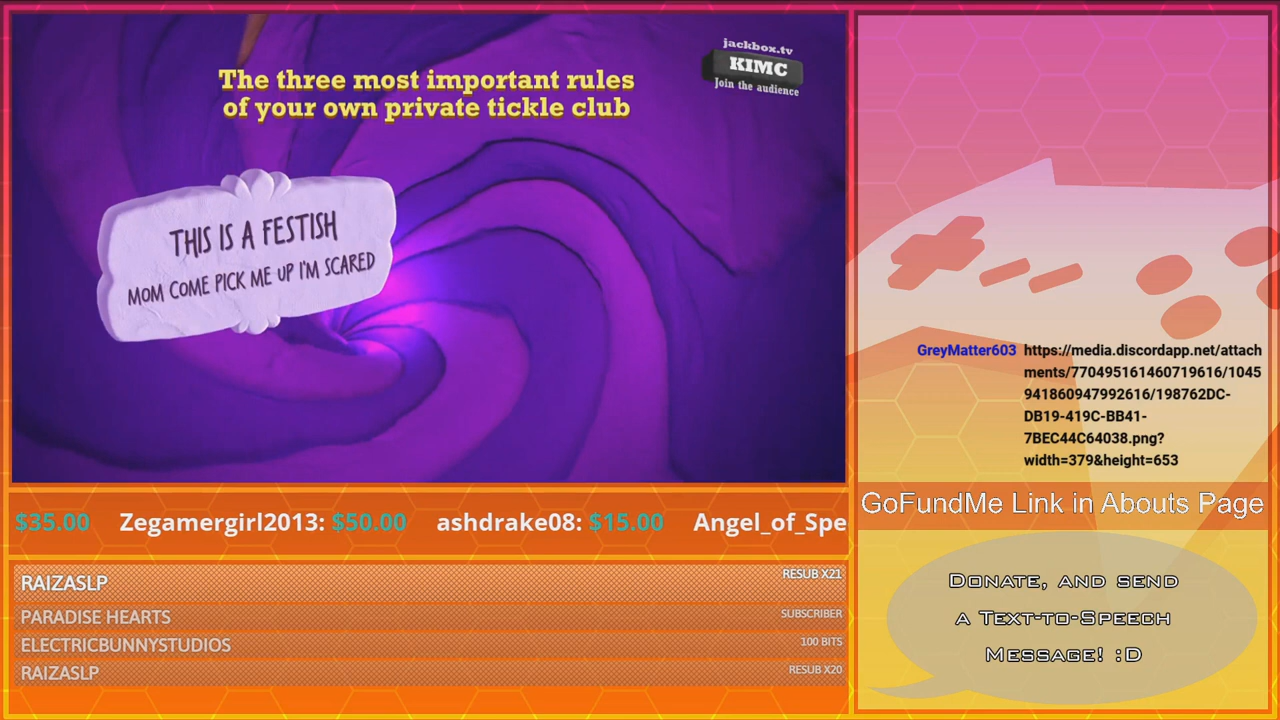 jackbox.tv
KIMC
Join the audience
The three most important rules
of your own private tickle club
THIS IS A FESTISH
MOM COME PICK ME UP I'M SCARED
GreyMatter603 https://media.discordapp.net/attach
ments/770495161460719616/1045
941860947992616/198762DC-
DB19-419C-BB41-
7BEC44C64038.png?
width=379&height=653
GoFundMe Link in Abouts Page
$35.00 Zegamergirl2013: $50.00 ashdrake08: $15.00 Angel_of_Spe
RAIZASLP RESUB X21
PARADISE HEARTS SUBSCRIBER
ELECTRICBUNNYSTUDIOS 100 BITS
RAIZASLP RESUB X20
Donate, and send
a Text-to-Speech
Message! :D